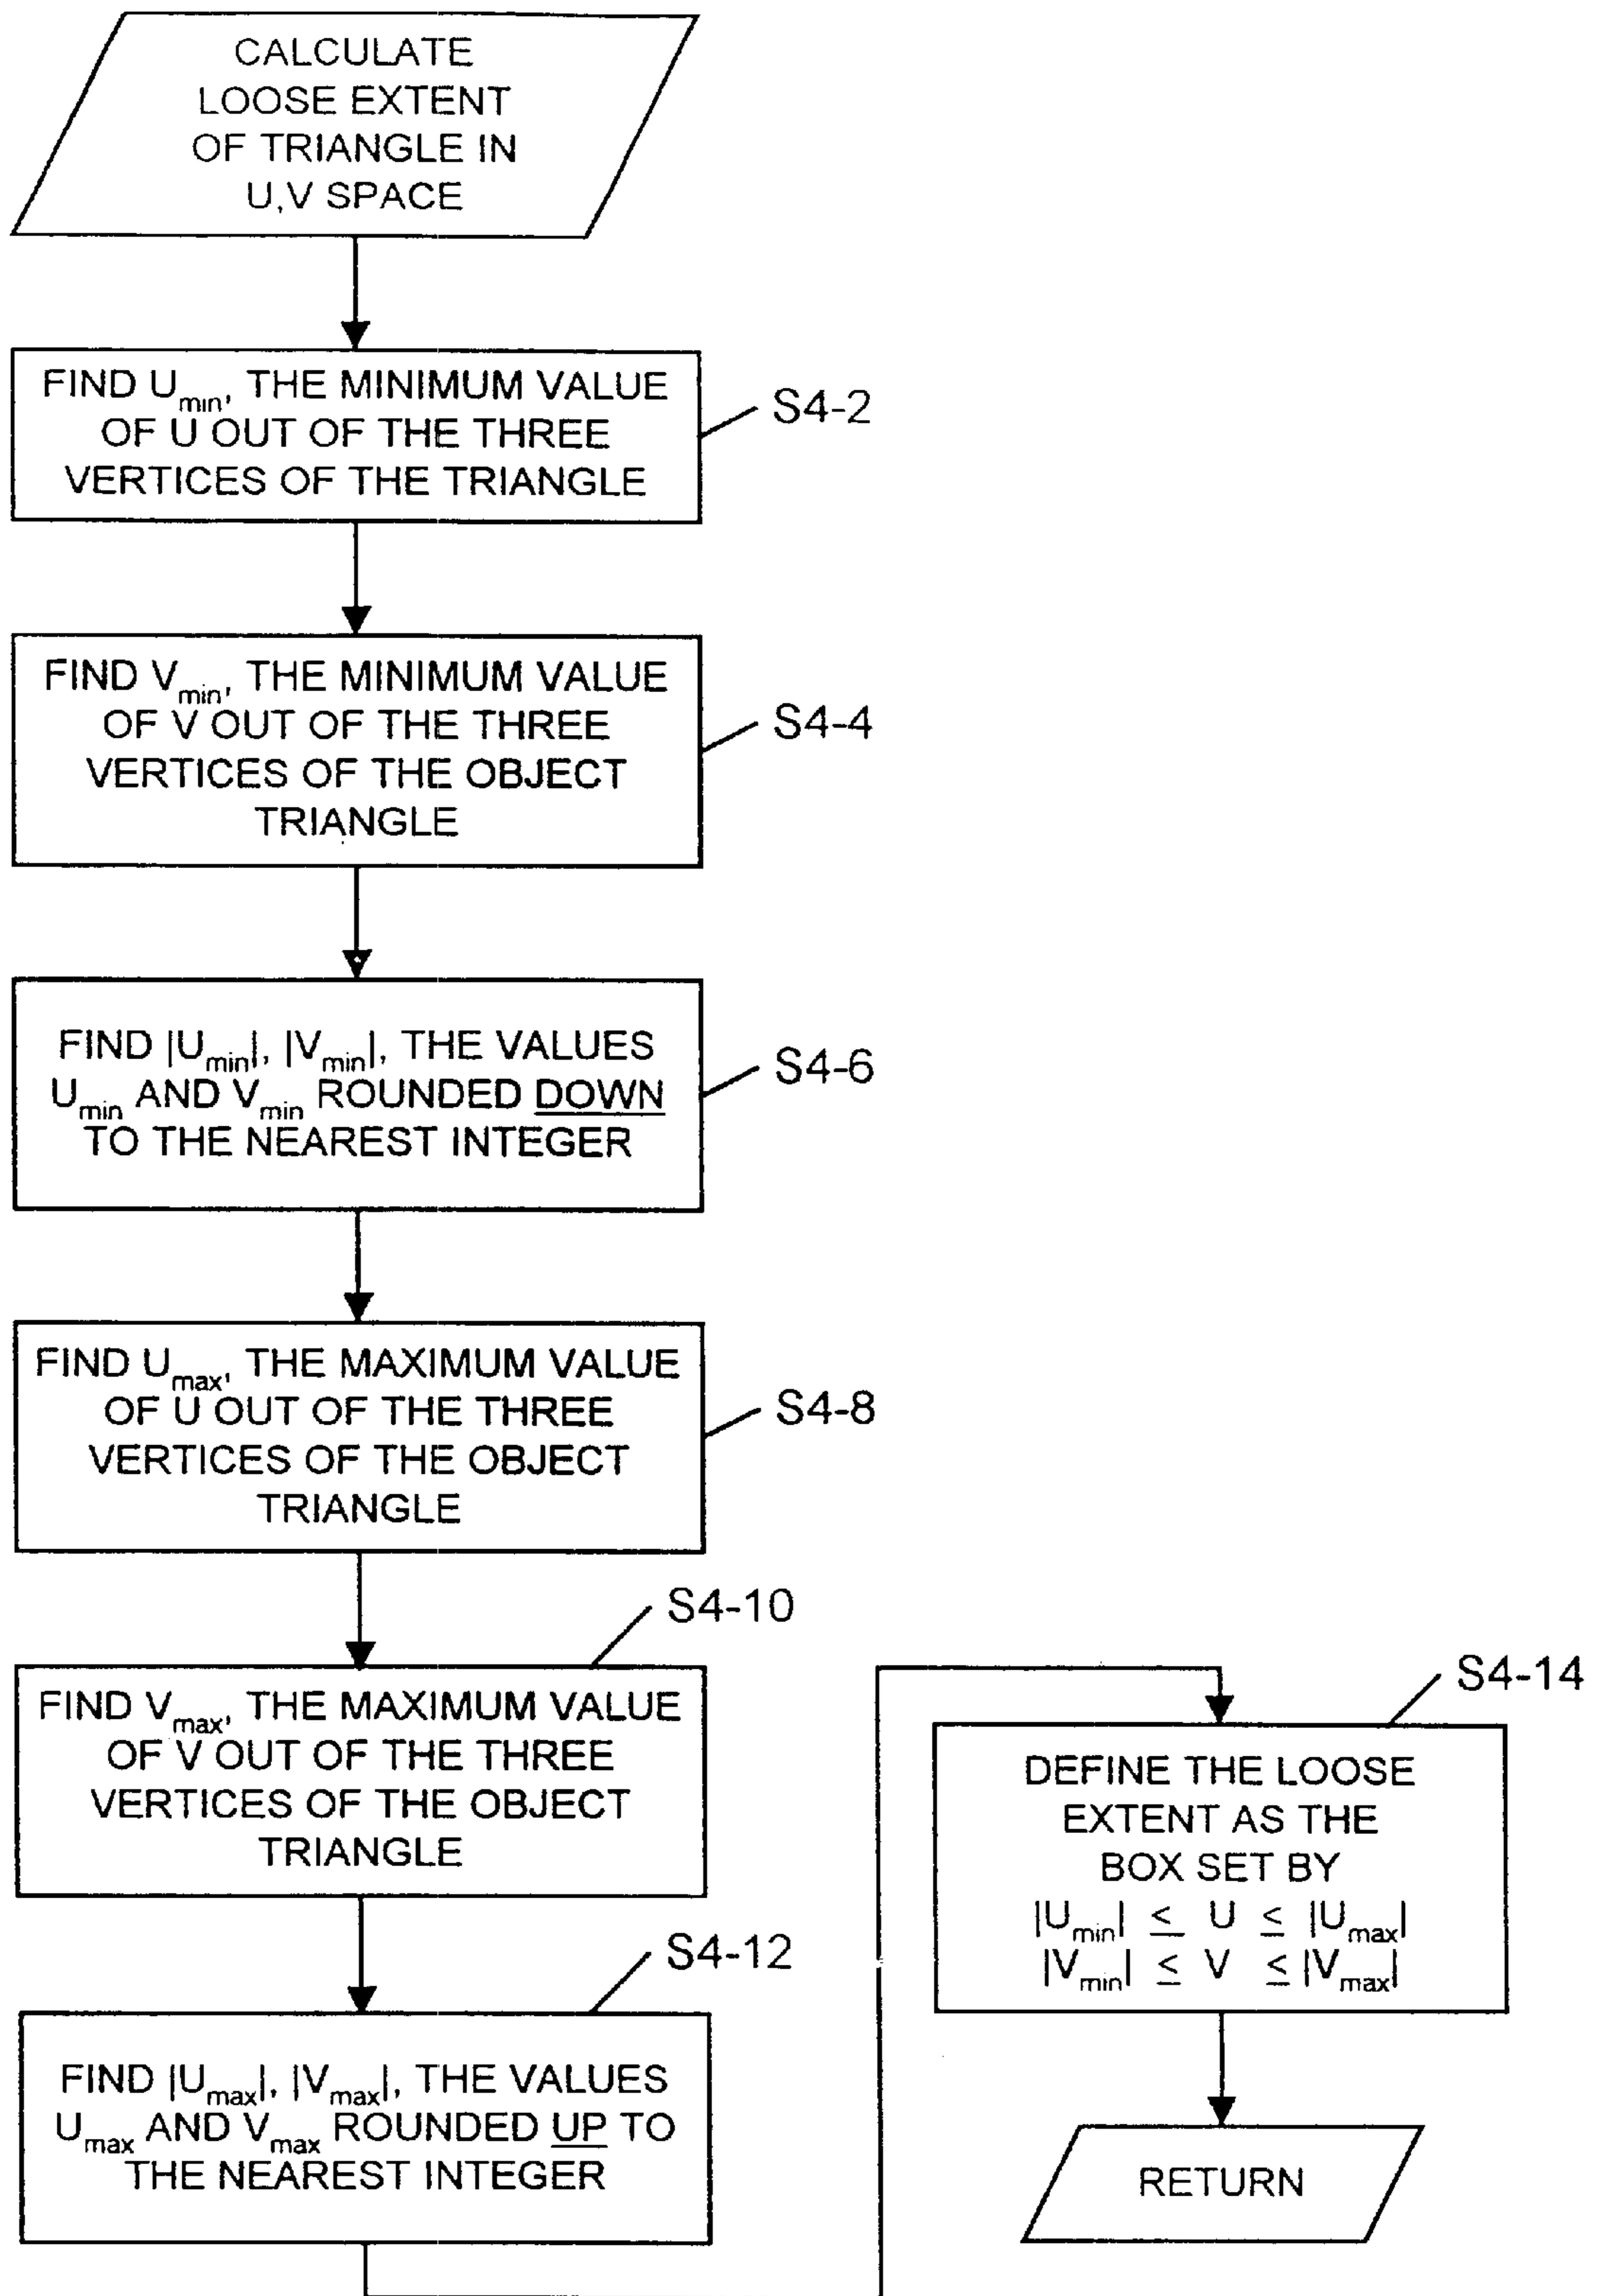 CALCULATE
LOOSE EXTENT
OF TRIANGLE IN
U,V SPACE
FIND Umin, THE MINIMUM VALUE
OF U OUT OF THE THREE
VERTICES OF THE TRIANGLE
S4-2
FIND Vmin, THE MINIMUM VALUE
OF V OUT OF THE THREE
VERTICES OF THE OBJECT
TRIANGLE
S4-4
FIND |Umin|, |Vmin|, THE VALUES
Umin AND Vmin ROUNDED DOWN
TO THE NEAREST INTEGER
S4-6
FIND Umax, THE MAXIMUM VALUE
OF U OUT OF THE THREE
VERTICES OF THE OBJECT
TRIANGLE
S4-8
S4-10
FIND Vmax, THE MAXIMUM VALUE
OF V OUT OF THE THREE
VERTICES OF THE OBJECT
TRIANGLE
S4-12
FIND |Umax|, |Vmax|, THE VALUES
Umax AND Vmax ROUNDED UP TO
THE NEAREST INTEGER
S4-14
DEFINE THE LOOSE
EXTENT AS THE
BOX SET BY
|Umin| ≤ U ≤ |Umax|
|Vmin| ≤ V ≤ |Vmax|
RETURN